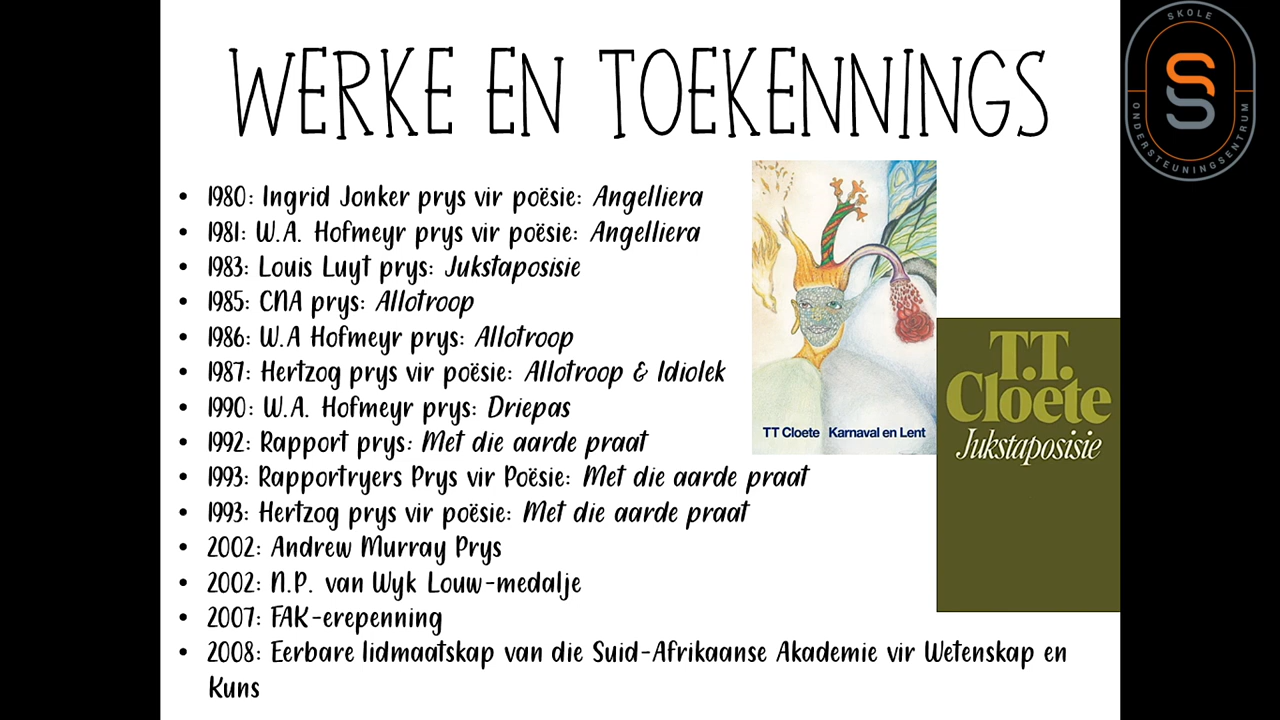 WERKE EN TOEKENNINGS
• 1980: Ingrid Jonker prys vir poësie: Angelliera
• 1981: W.A. Hofmeyr prys vir poësie: Angelliera
• 1983: Louis Luyt prys: Jukstaposisie
• 1985: CNA prys: Allotroop
• 1986: W.A Hofmeyr prys: Allotroop
• 1987: Hertzog prys vir poësie: Allotroop & Idiolek
• 1990: W.A. Hofmeyr prys: Driepas
• 1992: Rapport prys: Met die aarde praat
• 1993: Rapportryers Prys vir Poësie: Met die aarde praat
• 1993: Hertzog prys vir poësie: Met die aarde praat
• 2002: Andrew Murray Prys
• 2002: N.P. van Wyk Louw-medalje
• 2007: FAK-erepenning
• 2008: Eerbare lidmaatskap van die Suid-Afrikaanse Akademie vir Wetenskap en
Kuns
TT Cloete Karnaval en Lent
T.T.
Cloete
Jukstaposisie
SKOLE
SS
ONDERSTEUNINGSENTRUM